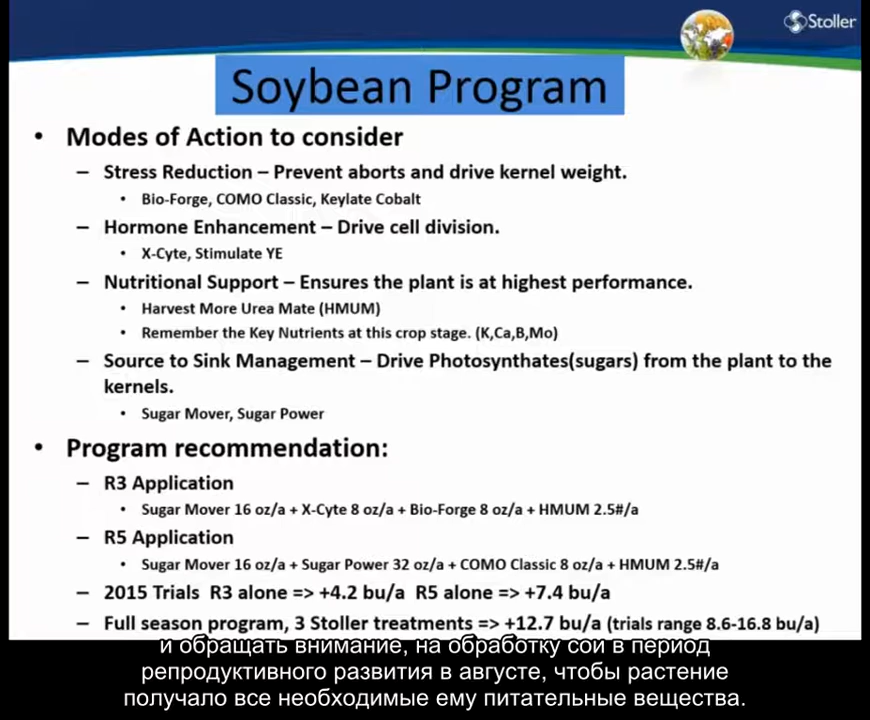 Stoller
Soybean Program
• Modes of Action to consider
– Stress Reduction – Prevent aborts and drive kernel weight.
• Bio-Forge, COMO Classic, Keylate Cobalt
– Hormone Enhancement – Drive cell division.
• X-Cyte, Stimulate YE
– Nutritional Support – Ensures the plant is at highest performance.
• Harvest More Urea Mate (HMUM)
• Remember the Key Nutrients at this crop stage. (K,Ca,B,Mo)
– Source to Sink Management – Drive Photosynthates(sugars) from the plant to the
kernels.
• Sugar Mover, Sugar Power
• Program recommendation:
– R3 Application
• Sugar Mover 16 oz/a + X-Cyte 8 oz/a + Bio-Forge 8 oz/a + HMUM 2.5#/a
– R5 Application
• Sugar Mover 16 oz/a + Sugar Power 32 oz/a + COMO Classic 8 oz/a + HMUM 2.5#/a
– 2015 Trials R3 alone => +4.2 bu/a R5 alone => +7.4 bu/a
– Full season program, 3 Stoller treatments => +12.7 bu/a (trials range 8.6-16.8 bu/a)
и обращать внимание, на обработку сои в период
репродуктивного развития в августе, чтобы растение
получало все необходимые ему питательные вещества.